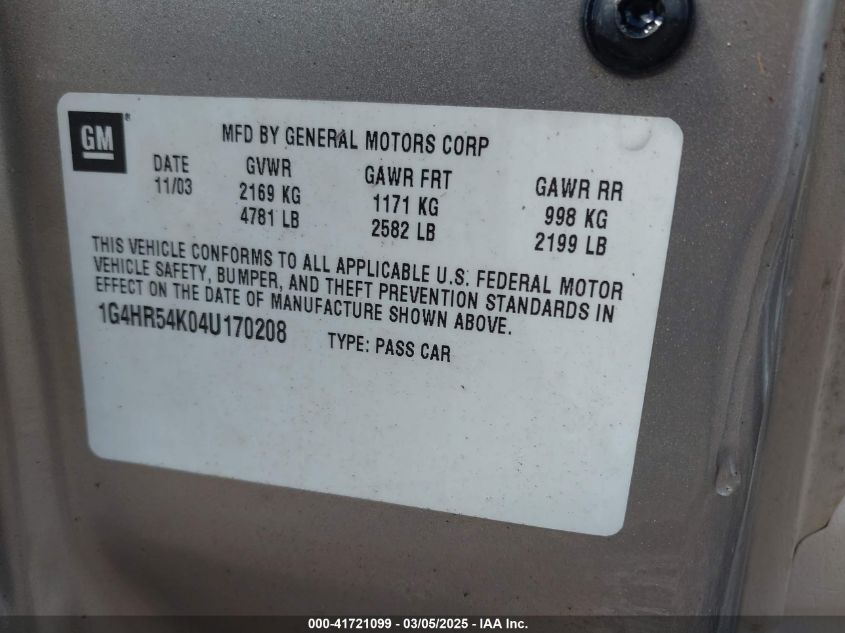 GM®
MFD BY GENERAL MOTORS CORP
DATE GVWR GAWR FRT GAWR RR
11/03 2169 KG 1171 KG 998 KG
4781 LB 2582 LB 2199 LB
THIS VEHICLE CONFORMS TO ALL APPLICABLE U.S. FEDERAL MOTOR
VEHICLE SAFETY, BUMPER, AND THEFT PREVENTION STANDARDS IN
EFFECT ON THE DATE OF MANUFACTURE SHOWN ABOVE.
1G4HR54K04U170208 TYPE: PASS CAR
000-41721099 — 03/05/2025 — IAA Inc.